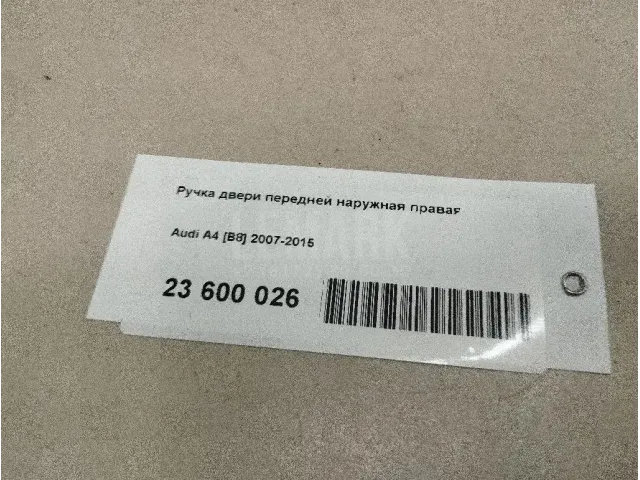 Ручка двери передней наружная правая
Audi A4 [B8] 2007-2015
23 600 026